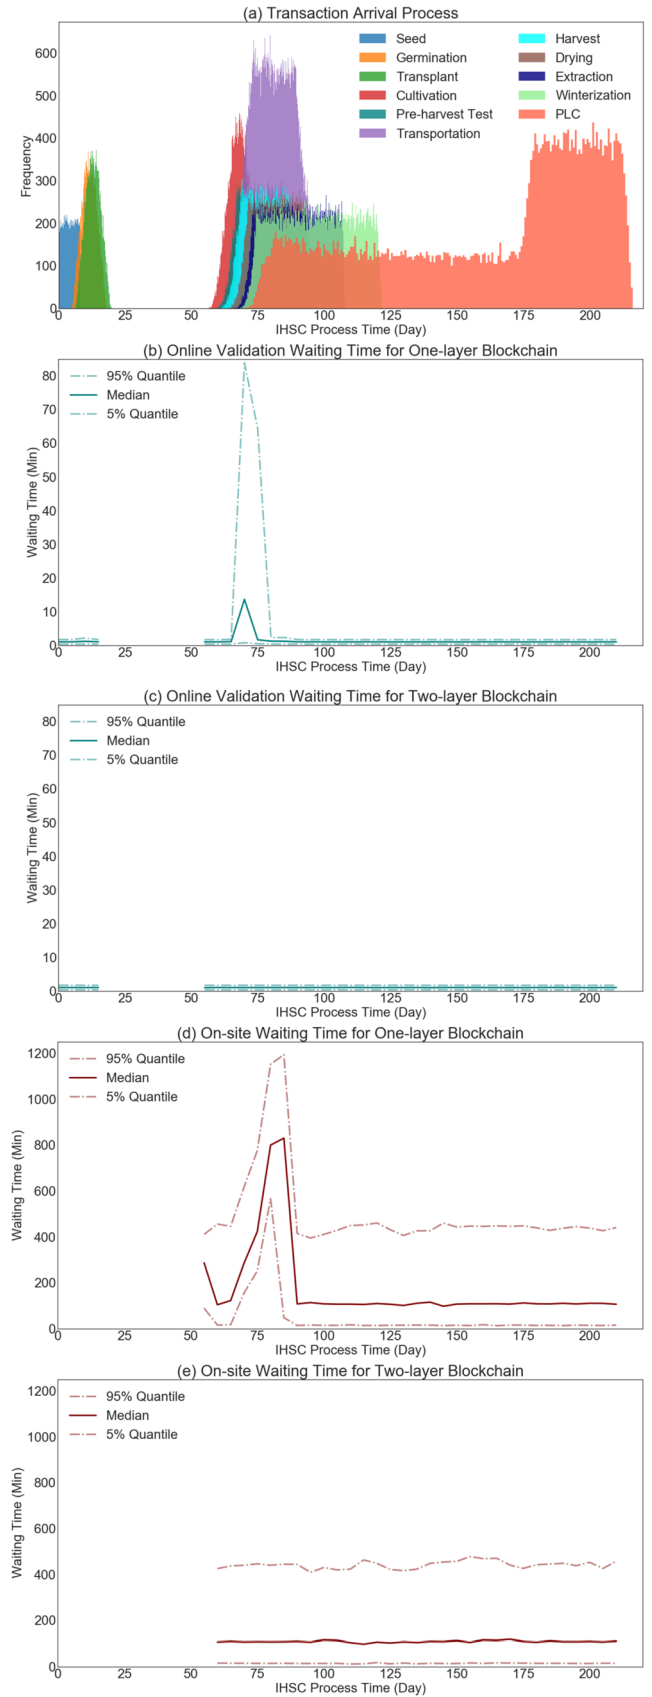 (a) Transaction Arrival Process
Frequency
600
500
400
300
200
100
0
Seed
Germination
Transplant
Cultivation
Pre-harvest Test
Transportation
Harvest
Drying
Extraction
Winterization
PLC
0 25 50 75 100 125 150 175 200
IHSC Process Time (Day)
(b) Online Validation Waiting Time for One-layer Blockchain
Waiting Time (Min)
80
70
60
50
40
30
20
10
0
95% Quantile
Median
5% Quantile
0 25 50 75 100 125 150 175 200
IHSC Process Time (Day)
(c) Online Validation Waiting Time for Two-layer Blockchain
Waiting Time (Min)
80
70
60
50
40
30
20
10
0
95% Quantile
Median
5% Quantile
0 25 50 75 100 125 150 175 200
IHSC Process Time (Day)
(d) On-site Waiting Time for One-layer Blockchain
Waiting Time (Min)
1200
1000
800
600
400
200
0
95% Quantile
Median
5% Quantile
0 25 50 75 100 125 150 175 200
IHSC Process Time (Day)
(e) On-site Waiting Time for Two-layer Blockchain
Waiting Time (Min)
1200
1000
800
600
400
200
0
95% Quantile
Median
5% Quantile
0 25 50 75 100 125 150 175 200
IHSC Process Time (Day)